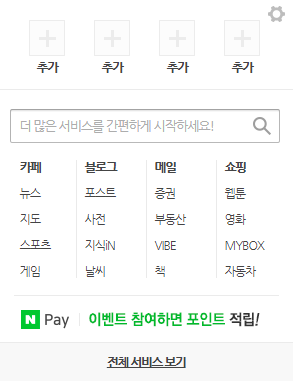 추가 추가 추가 추가
더 많은 서비스를 간편하게 시작하세요!
카페 블로그 메일 쇼핑
뉴스 포스트 증권 웹툰
지도 사전 부동산 영화
스포츠 지식iN VIBE MYBOX
게임 날씨 책 자동차
N Pay 이벤트 참여하면 포인트 적립!
전체 서비스 보기